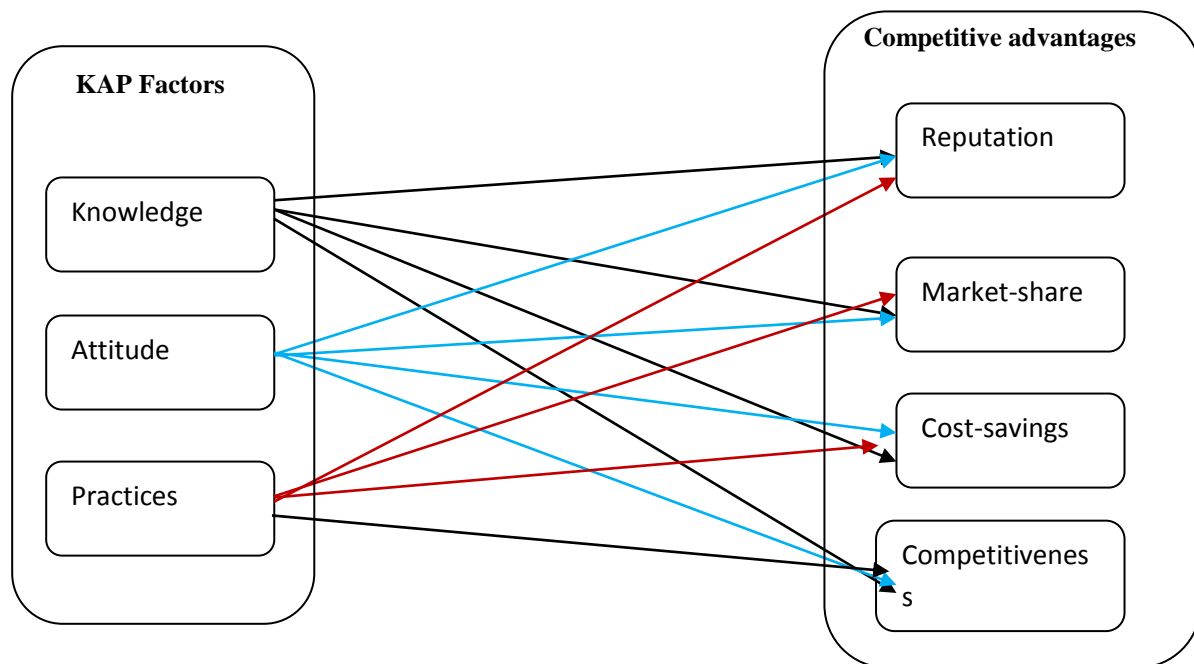 KAP Factors
Knowledge
Attitude
Practices
Competitive advantages
Reputation
Market-share
Cost-savings
Competitivenes
s